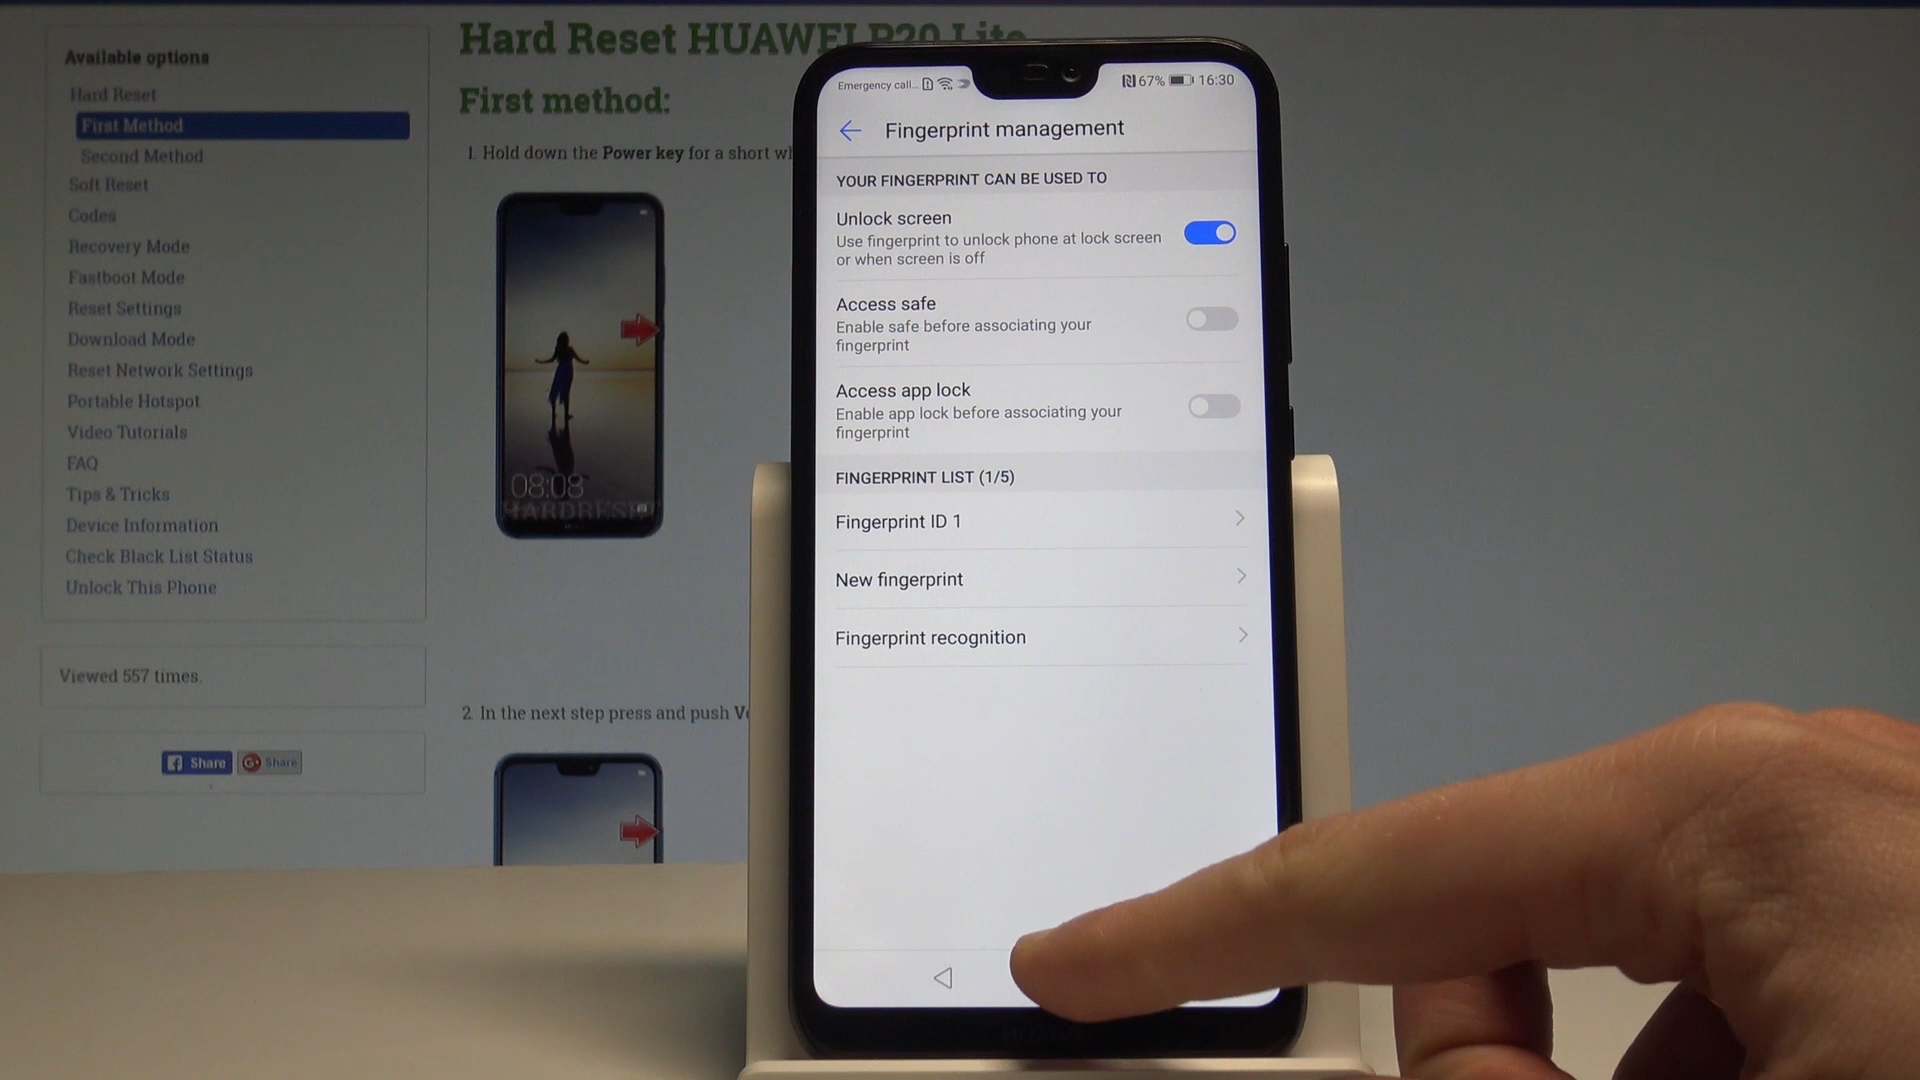 Available options
Hard Reset
First Method
Second Method
Soft Reset
Codes
Recovery Mode
Fastboot Mode
Reset Settings
Download Mode
Reset Network Settings
Portable Hotspot
Video Tutorials
FAQ
Tips & Tricks
Device Information
Check Black List Status
Unlock This Phone
Viewed 557 times.
Share
G+ Share
Hard Reset HUAWEI P20 Lite
First method:
1. Hold down the Power key for a short wh
08:08
HARDRESET
2. In the next step press and push Vo
Emergency call...
67% 16:30
Fingerprint management
YOUR FINGERPRINT CAN BE USED TO
Unlock screen
Use fingerprint to unlock phone at lock screen
or when screen is off
Access safe
Enable safe before associating your
fingerprint
Access app lock
Enable app lock before associating your
fingerprint
FINGERPRINT LIST (1/5)
Fingerprint ID 1
New fingerprint
Fingerprint recognition
HUAWEI